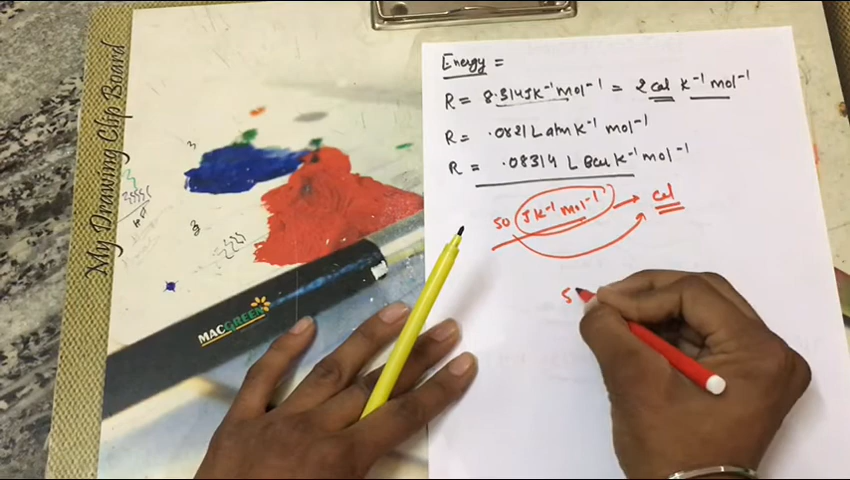 My Drawing Clip Board
MACGREEN
Energy =
R = 8.314 J K⁻¹ mol⁻¹ = 2 cal K⁻¹ mol⁻¹
R = .0821 L atm K⁻¹ mol⁻¹
R = .08314 L Bar K⁻¹ mol⁻¹
50 J K⁻¹ mol⁻¹ → cal
5